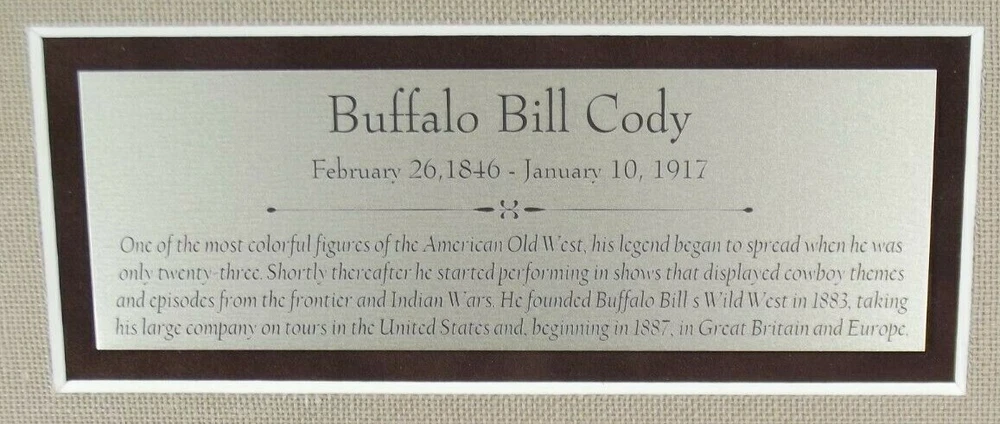 Buffalo Bill Cody
February 26,1846 - January 10, 1917
One of the most colorful figures of the American Old West, his legend began to spread when he was
only twenty-three. Shortly thereafter he started performing in shows that displayed cowboy themes
and episodes from the frontier and Indian Wars. He founded Buffalo Bill s Wild West in 1883, taking
his large company on tours in the United States and, beginning in 1887, in Great Britain and Europe.